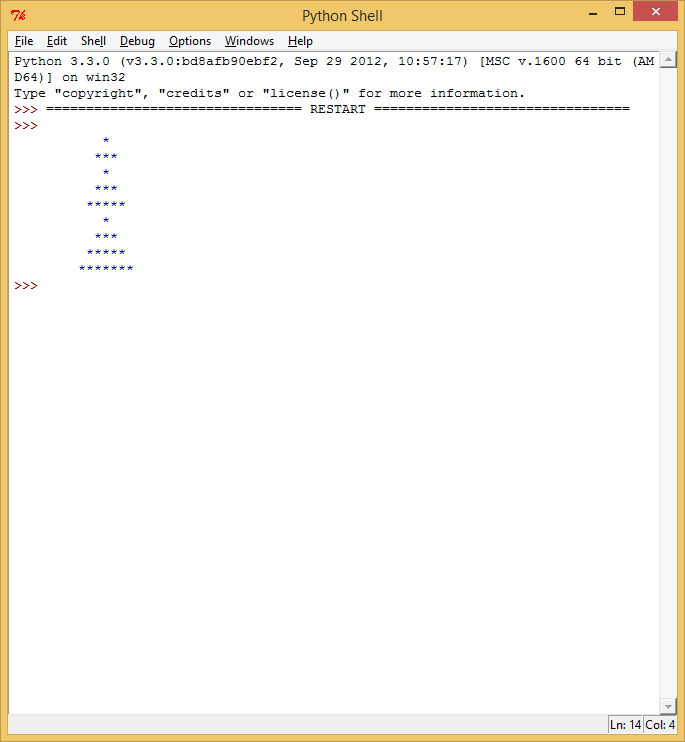 Python Shell
File Edit Shell Debug Options Windows Help
Python 3.3.0 (v3.3.0:bd8afb90ebf2, Sep 29 2012, 10:57:17) [MSC v.1600 64 bit (AM
D64)] on win32
Type "copyright", "credits" or "license()" for more information.
>>> ================================ RESTART ================================
>>>
           *
          ***
           *
          ***
         *****
           *
          ***
         *****
        *******
>>>
Ln: 14 Col: 4